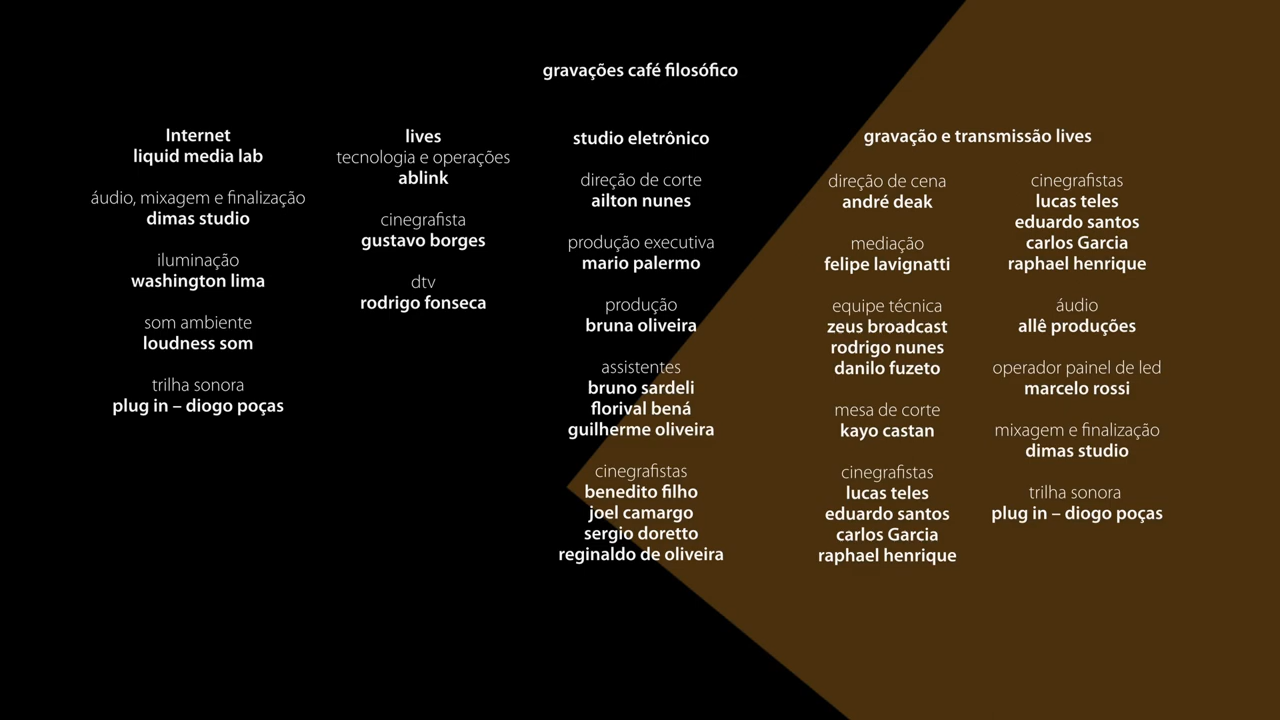 gravações café filosófico
Internet
liquid media lab
áudio, mixagem e finalização
dimas studio
iluminação
washington lima
som ambiente
loudness som
trilha sonora
plug in – diogo poças
lives
tecnologia e operações
ablink
cinegrafista
gustavo borges
dtv
rodrigo fonseca
studio eletrônico
direção de corte
ailton nunes
produção executiva
mario palermo
produção
bruna oliveira
assistentes
bruno sardeli
florival bená
guilherme oliveira
cinegrafistas
benedito filho
joel camargo
sergio doretto
reginaldo de oliveira
gravação e transmissão lives
direção de cena
andré deak
mediação
felipe lavignatti
equipe técnica
zeus broadcast
rodrigo nunes
danilo fuzeto
mesa de corte
kayo castan
cinegrafistas
lucas teles
eduardo santos
carlos Garcia
raphael henrique
cinegrafistas
lucas teles
eduardo santos
carlos Garcia
raphael henrique
áudio
allê produções
operador painel de led
marcelo rossi
mixagem e finalização
dimas studio
trilha sonora
plug in – diogo poças